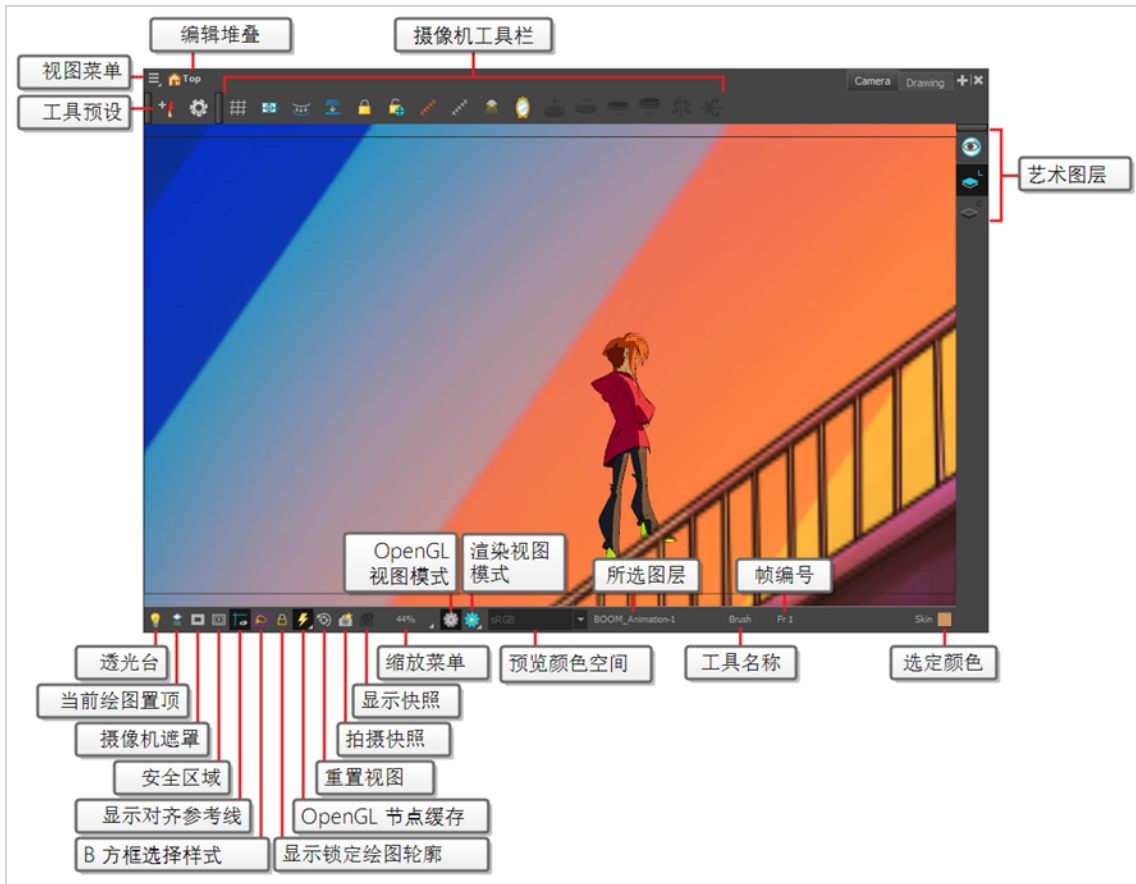 编辑堆叠
摄像机工具栏
视图菜单
Top
Camera
Drawing
工具预设
L
C
艺术图层
OpenGL
视图模式
渲染视图
模式
所选图层
帧编号
44%
sRGB
BOOM_Animation-1
Brush
Fr 1
Skin
透光台
缩放菜单
预览颜色空间
工具名称
选定颜色
当前绘图置顶
显示快照
摄像机遮罩
拍摄快照
安全区域
重置视图
显示对齐参考线
OpenGL 节点缓存
B 方框选择样式
显示锁定绘图轮廓